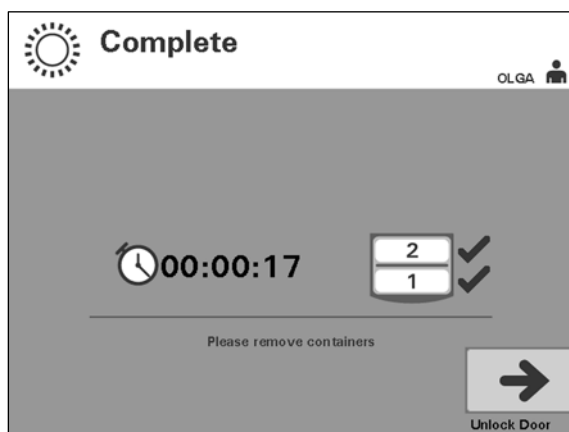 Complete
OLGA
00:00:17
2
1
Please remove containers
Unlock Door